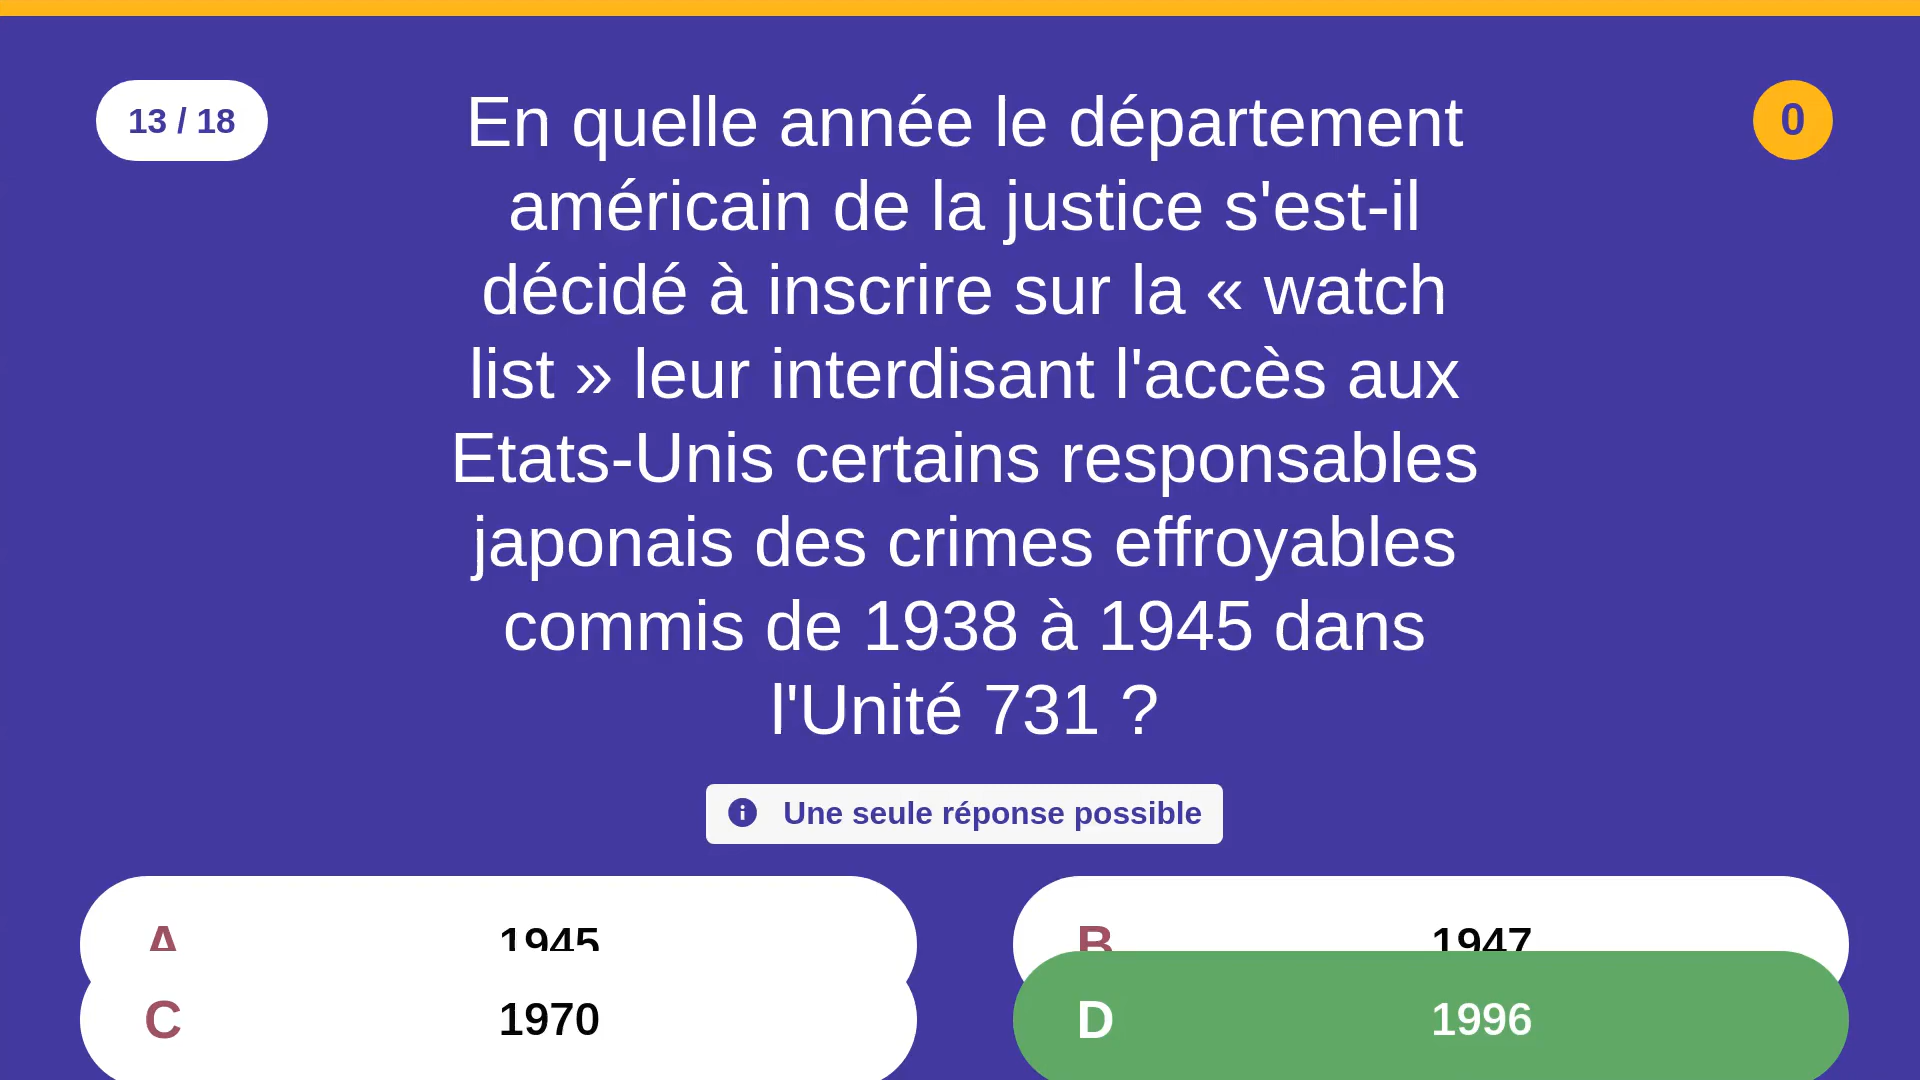 13 / 18
0
En quelle année le département
américain de la justice s'est-il
décidé à inscrire sur la « watch
list » leur interdisant l'accès aux
Etats-Unis certains responsables
japonais des crimes effroyables
commis de 1938 à 1945 dans
l'Unité 731 ?
Une seule réponse possible
A 1945
B 1947
C 1970
D 1996